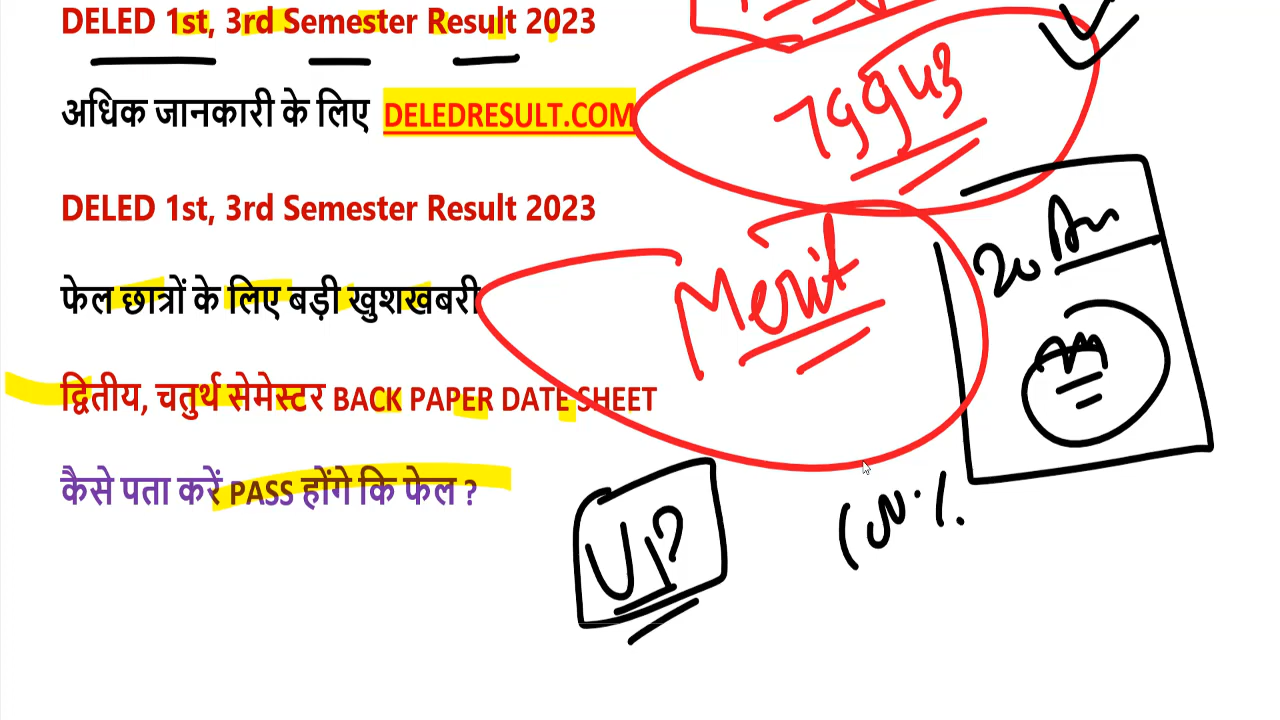 DELED 1st, 3rd Semester Result 2023
अधिक जानकारी के लिए DELEDRESULT.COM
DELED 1st, 3rd Semester Result 2023
Merit
20
फेल छात्रों के लिए बड़ी खुशखबरी
द्वितीय, चतुर्थ सेमेस्टर BACK PAPER DATE SHEET
कैसे पता करें PASS होंगे कि फेल ?
UP